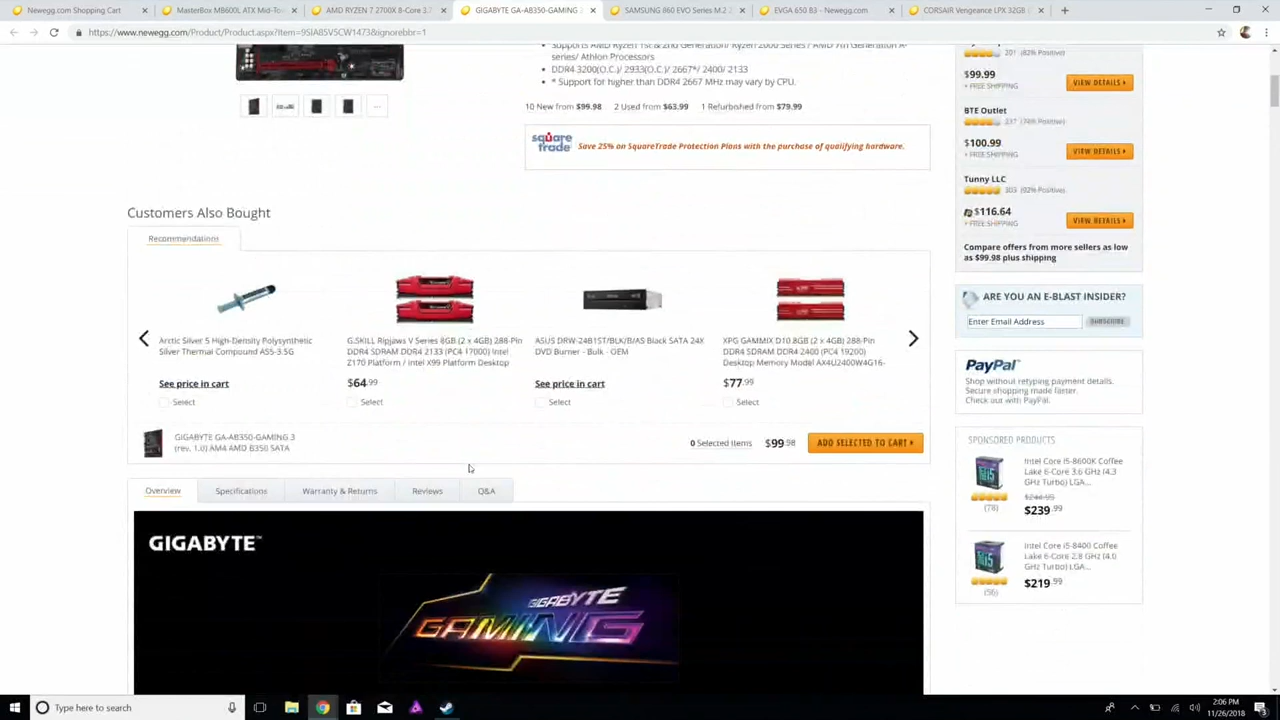 Newegg.com Shopping Cart
MasterBox MB600L ATX Mid-To
AMD RYZEN 7 2700X 8-Core 3.
GIGABYTE GA-AB350-GAMING 3
SAMSUNG 860 EVO Series M.2 2
EVGA 650 B3 - Newegg.com
CORSAIR Vengeance LPX 32GB
https://www.newegg.com/Product/Product.aspx?Item=9SIA85V5CW1473&ignorebbr=1
Supports AMD Ryzen 1st & 2nd Generation/ Ryzen 2000 Series / AMD 7th Generation A-
series/ Athlon Processors
DDR4 3200(O.C.)/ 2933(O.C.)/ 2667*/ 2400/ 2133
* Support for higher than DDR4 2667 MHz may vary by CPU.
10 New from $99.98 2 Used from $63.99 1 Refurbished from $79.99
square
trade
Save 25% on SquareTrade Protection Plans with the purchase of qualifying hardware.
201 (82% Positive)
$99.99
+ FREE SHIPPING
VIEW DETAILS
BTE Outlet
$100.99
+ FREE SHIPPING
VIEW DETAILS
Tunny LLC
303 (92% Positive)
$116.64
+ FREE SHIPPING
VIEW DETAILS
Compare offers from more sellers as low
as $99.98 plus shipping
ARE YOU AN E-BLAST INSIDER?
Enter Email Address
SUBSCRIBE
PayPal
Shop without retyping payment details.
Secure shopping made faster.
Check out with PayPal.
SPONSORED PRODUCTS
Intel Core i5-8600K Coffee
Lake 6-Core 3.6 GHz (4.3
GHz Turbo) LGA...
(78)
$239.99
Intel Core i5-8400 Coffee
Lake 6-Core 2.8 GHz (4.0
GHz Turbo) LGA...
(56)
$219.99
Customers Also Bought
Recommendations
Arctic Silver 5 High-Density Polysynthetic
Silver Thermal Compound AS5-3.5G
See price in cart
Select
G.SKILL Ripjaws V Series 8GB (2 x 4GB) 288-Pin
DDR4 SDRAM DDR4 2133 (PC4 17000) Intel
Z170 Platform / Intel X99 Platform Desktop
$64.99
Select
ASUS DRW-24B1ST/BLK/B/AS Black SATA 24X
DVD Burner - Bulk - OEM
See price in cart
Select
XPG GAMMIX D10 8GB (2 x 4GB) 288-Pin
DDR4 SDRAM DDR4 2400 (PC4 19200)
Desktop Memory Model AX4U2400W4G16-
$77.99
Select
GIGABYTE GA-AB350-GAMING 3
(rev. 1.0) AM4 AMD B350 SATA
0 Selected Items
$99.98
ADD SELECTED TO CART
Overview
Specifications
Warranty & Returns
Reviews
Q&A
GIGABYTE™
GIGABYTE
GAMING
Type here to search
2:06 PM
11/26/2018
3